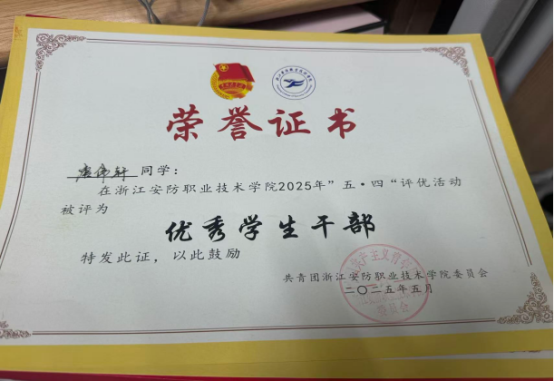 荣誉证书
同学：
在浙江安防职业技术学院2025年"五·四"评优活动
被评为
优秀学生干部
特发此证，以此鼓励
共青团浙江安防职业技术学院委员会
二〇二五年五月